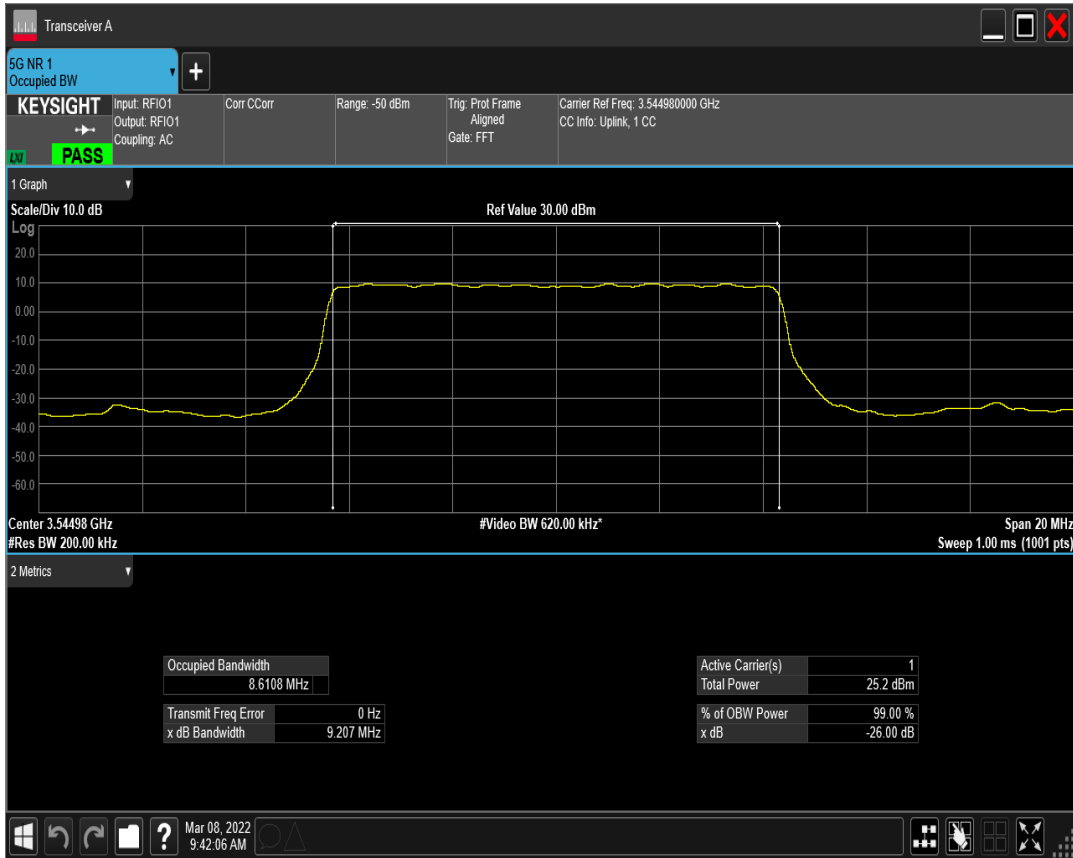 Transceiver A
5G NR 1
Occupied BW
+
KEYSIGHT
LXI
PASS
Input: RFIO1
Output: RFIO1
Coupling: AC
Corr CCorr
Range: -50 dBm
Trig: Prot Frame
Aligned
Gate: FFT
Carrier Ref Freq: 3.544980000 GHz
CC Info: Uplink, 1 CC
1 Graph
Scale/Div 10.0 dB
Ref Value 30.00 dBm
Log
20.0
10.0
0.00
-10.0
-20.0
-30.0
-40.0
-50.0
-60.0
Center 3.54498 GHz
#Video BW 620.00 kHz*
Span 20 MHz
#Res BW 200.00 kHz
Sweep 1.00 ms (1001 pts)
2 Metrics
Occupied Bandwidth
8.6108 MHz
Transmit Freq Error 0 Hz
x dB Bandwidth 9.207 MHz
Active Carrier(s) 1
Total Power 25.2 dBm
% of OBW Power 99.00 %
x dB -26.00 dB
?
Mar 08, 2022
9:42:06 AM